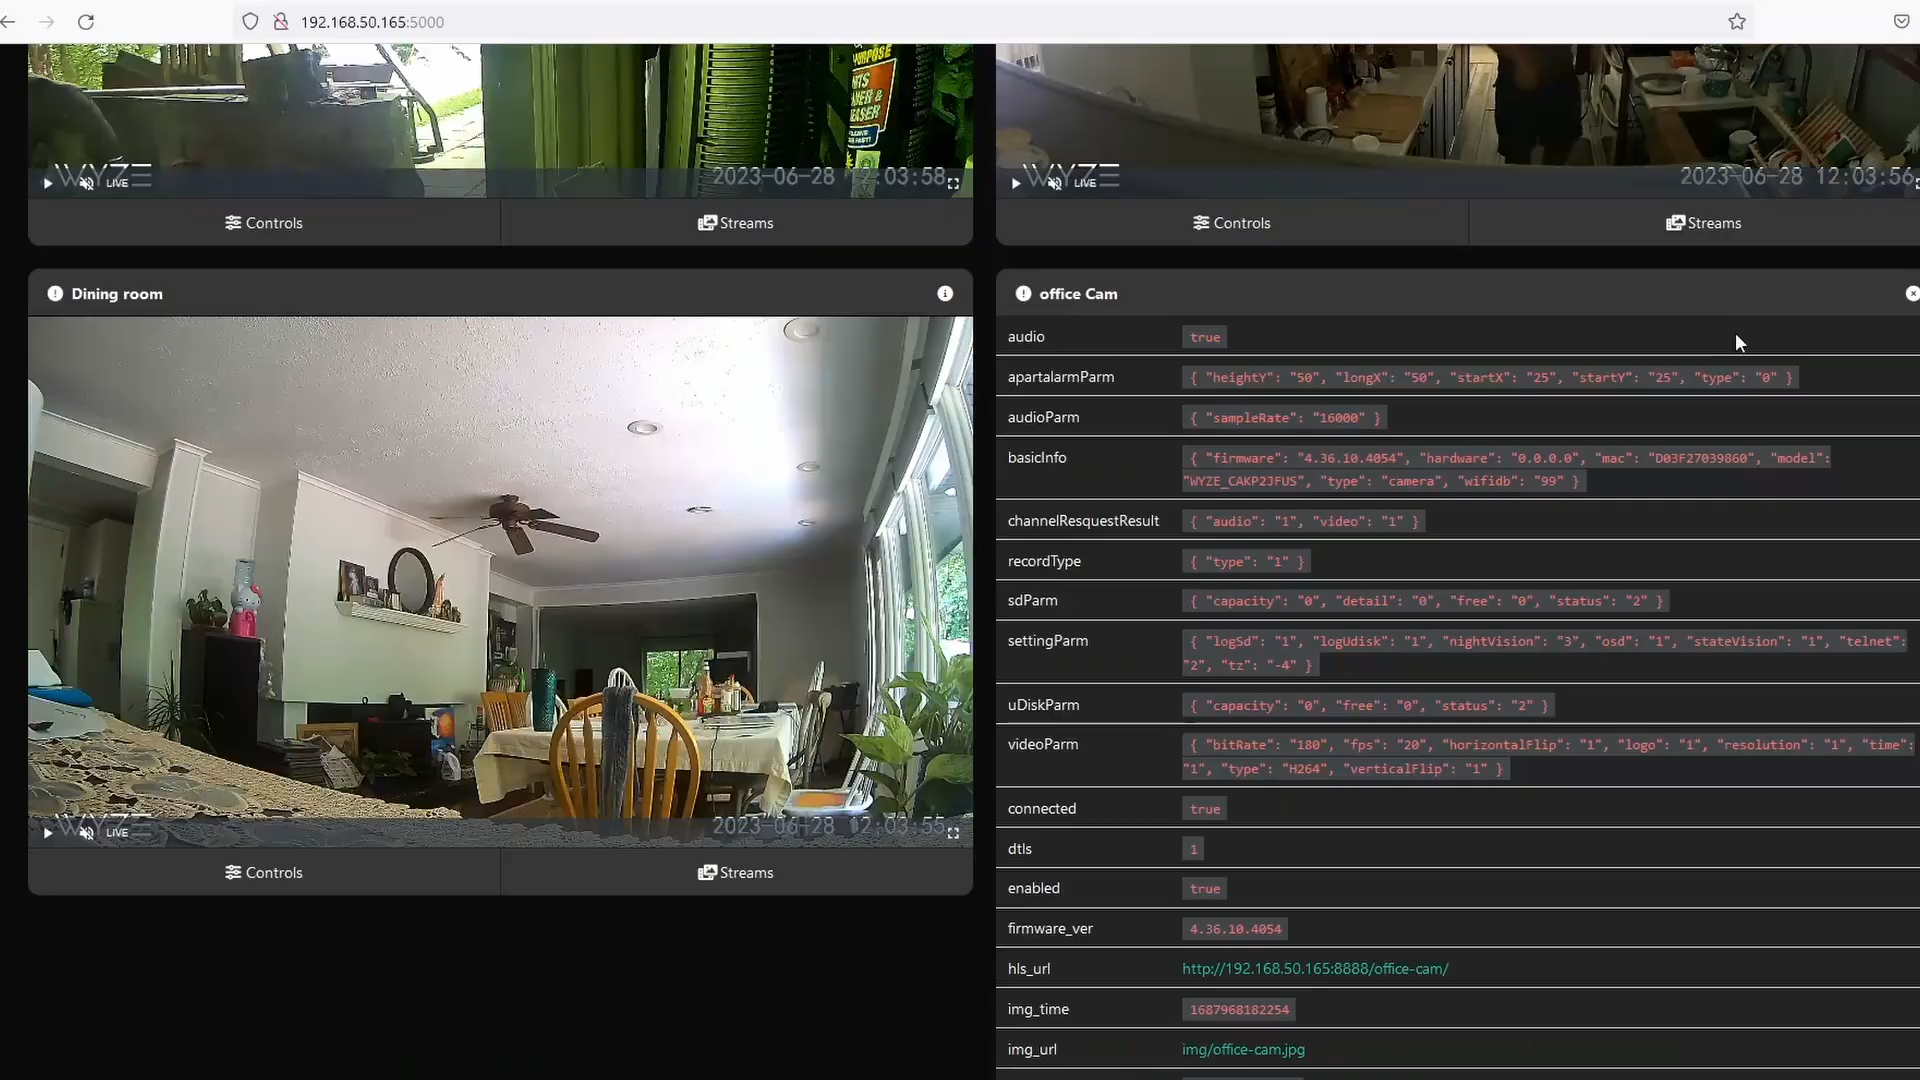 192.168.50.165:5000
WYZE
LIVE
2023-06-28 12:03:58
Controls
Streams
WYZE
LIVE
2023-06-28 12:03:56
Controls
Streams
Dining room
WYZE
LIVE
2023-06-28 12:03:55
Controls
Streams
office Cam
audio true
apartalarmParm { "heightY": "50", "longX": "50", "startX": "25", "startY": "25", "type": "0" }
audioParm { "sampleRate": "16000" }
basicInfo { "firmware": "4.36.10.4054", "hardware": "0.0.0.0", "mac": "D03F27039860", "model":
"WYZE_CAKP2JFUS", "type": "camera", "wifidb": "99" }
channelResquestResult { "audio": "1", "video": "1" }
recordType { "type": "1" }
sdParm { "capacity": "0", "detail": "0", "free": "0", "status": "2" }
settingParm { "logSd": "1", "logUdisk": "1", "nightVision": "3", "osd": "1", "stateVision": "1", "telnet":
"2", "tz": "-4" }
uDiskParm { "capacity": "0", "free": "0", "status": "2" }
videoParm { "bitRate": "180", "fps": "20", "horizontalFlip": "1", "logo": "1", "resolution": "1", "time":
"1", "type": "H264", "verticalFlip": "1" }
connected true
dtls 1
enabled true
firmware_ver 4.36.10.4054
hls_url http://192.168.50.165:8888/office-cam/
img_time 1687968182254
img_url img/office-cam.jpg